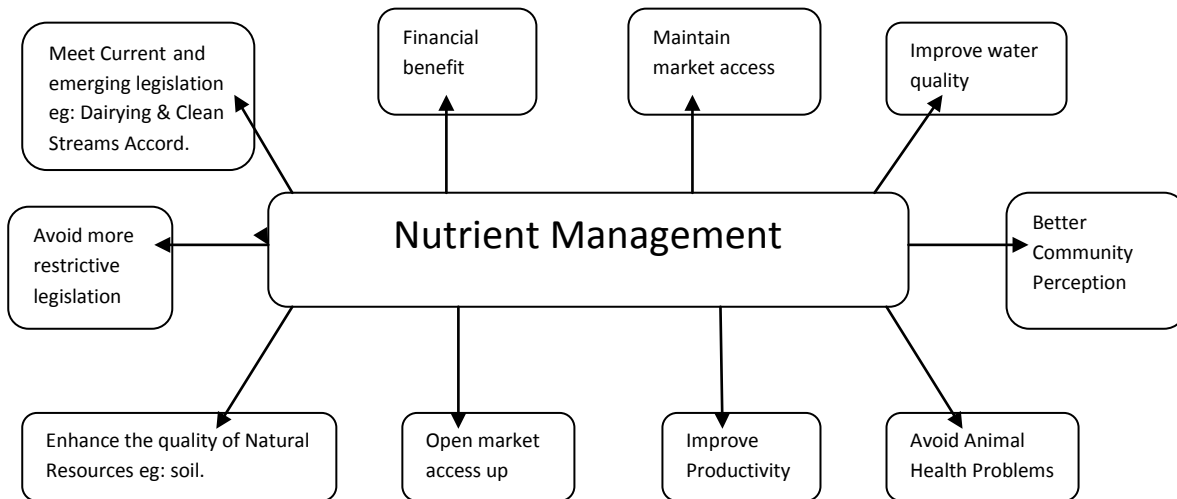 Meet Current and
emerging legislation
eg: Dairying & Clean
Streams Accord.
Financial
benefit
Maintain
market access
Improve water
quality
Avoid more
restrictive
legislation
Nutrient Management
Better
Community
Perception
Enhance the quality of Natural
Resources eg: soil.
Open market
access up
Improve
Productivity
Avoid Animal
Health Problems